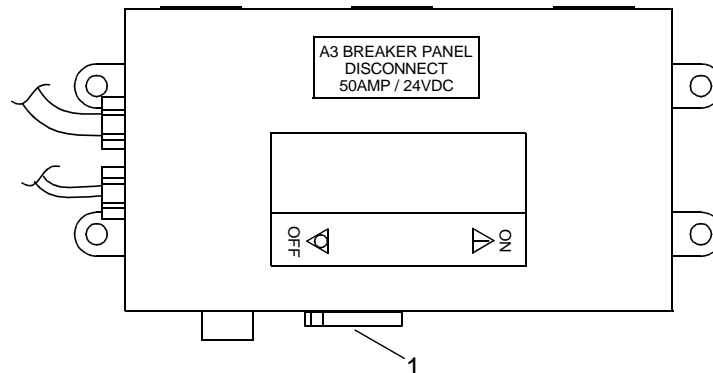 A3 BREAKER PANEL
DISCONNECT
50AMP / 24VDC
OFF
ON
1